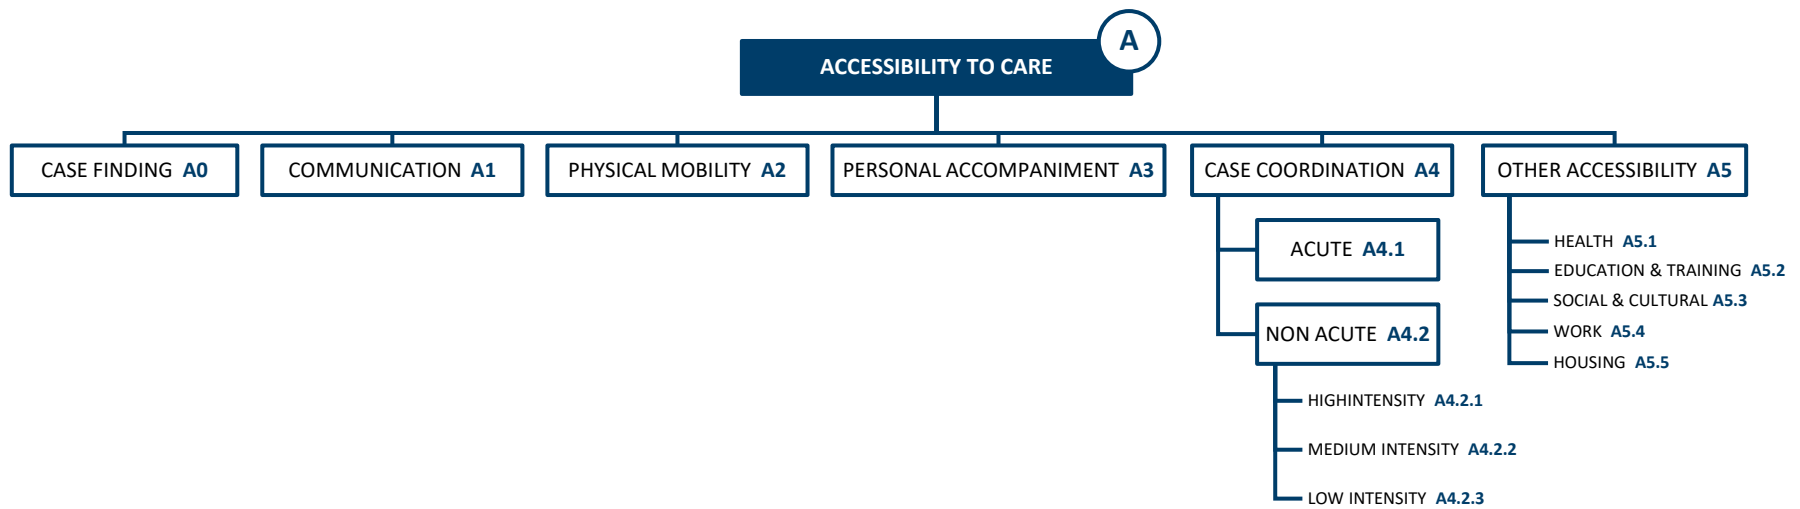 A
ACCESSIBILITY TO CARE
CASE FINDING A0
COMMUNICATION A1
PHYSICAL MOBILITY A2
PERSONAL ACCOMPANIMENT A3
CASE COORDINATION A4
OTHER ACCESSIBILITY A5
ACUTE A4.1
NON ACUTE A4.2
HIGHINTENSITY A4.2.1
MEDIUM INTENSITY A4.2.2
LOW INTENSITY A4.2.3
HEALTH A5.1
EDUCATION & TRAINING A5.2
SOCIAL & CULTURAL A5.3
WORK A5.4
HOUSING A5.5